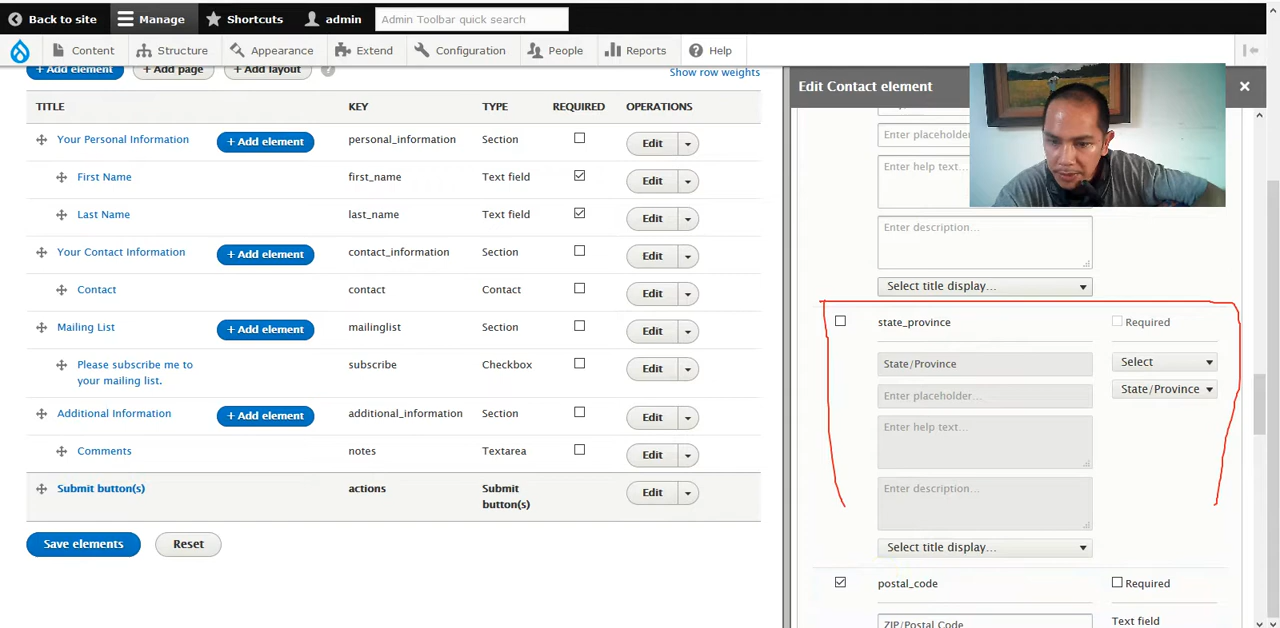 Back to site Manage Shortcuts admin Admin Toolbar quick search
Content Structure Appearance Extend Configuration People Reports Help
+ Add element + Add page + Add layout ? Show row weights
TITLE KEY TYPE REQUIRED OPERATIONS
Your Personal Information + Add element personal_information Section Edit
First Name first_name Text field Edit
Last Name last_name Text field Edit
Your Contact Information + Add element contact_information Section Edit
Contact contact Contact Edit
Mailing List + Add element mailinglist Section Edit
Please subscribe me to
your mailing list. subscribe Checkbox Edit
Additional Information + Add element additional_information Section Edit
Comments notes Textarea Edit
Submit button(s) actions Submit
button(s) Edit
Save elements Reset
Edit Contact element
Enter placeholder
Enter help text...
Enter description...
Select title display...
state_province Required
State/Province Select
Enter placeholder... State/Province
Enter help text...
Enter description...
Select title display...
postal_code Required
ZIP/Postal Code Text field